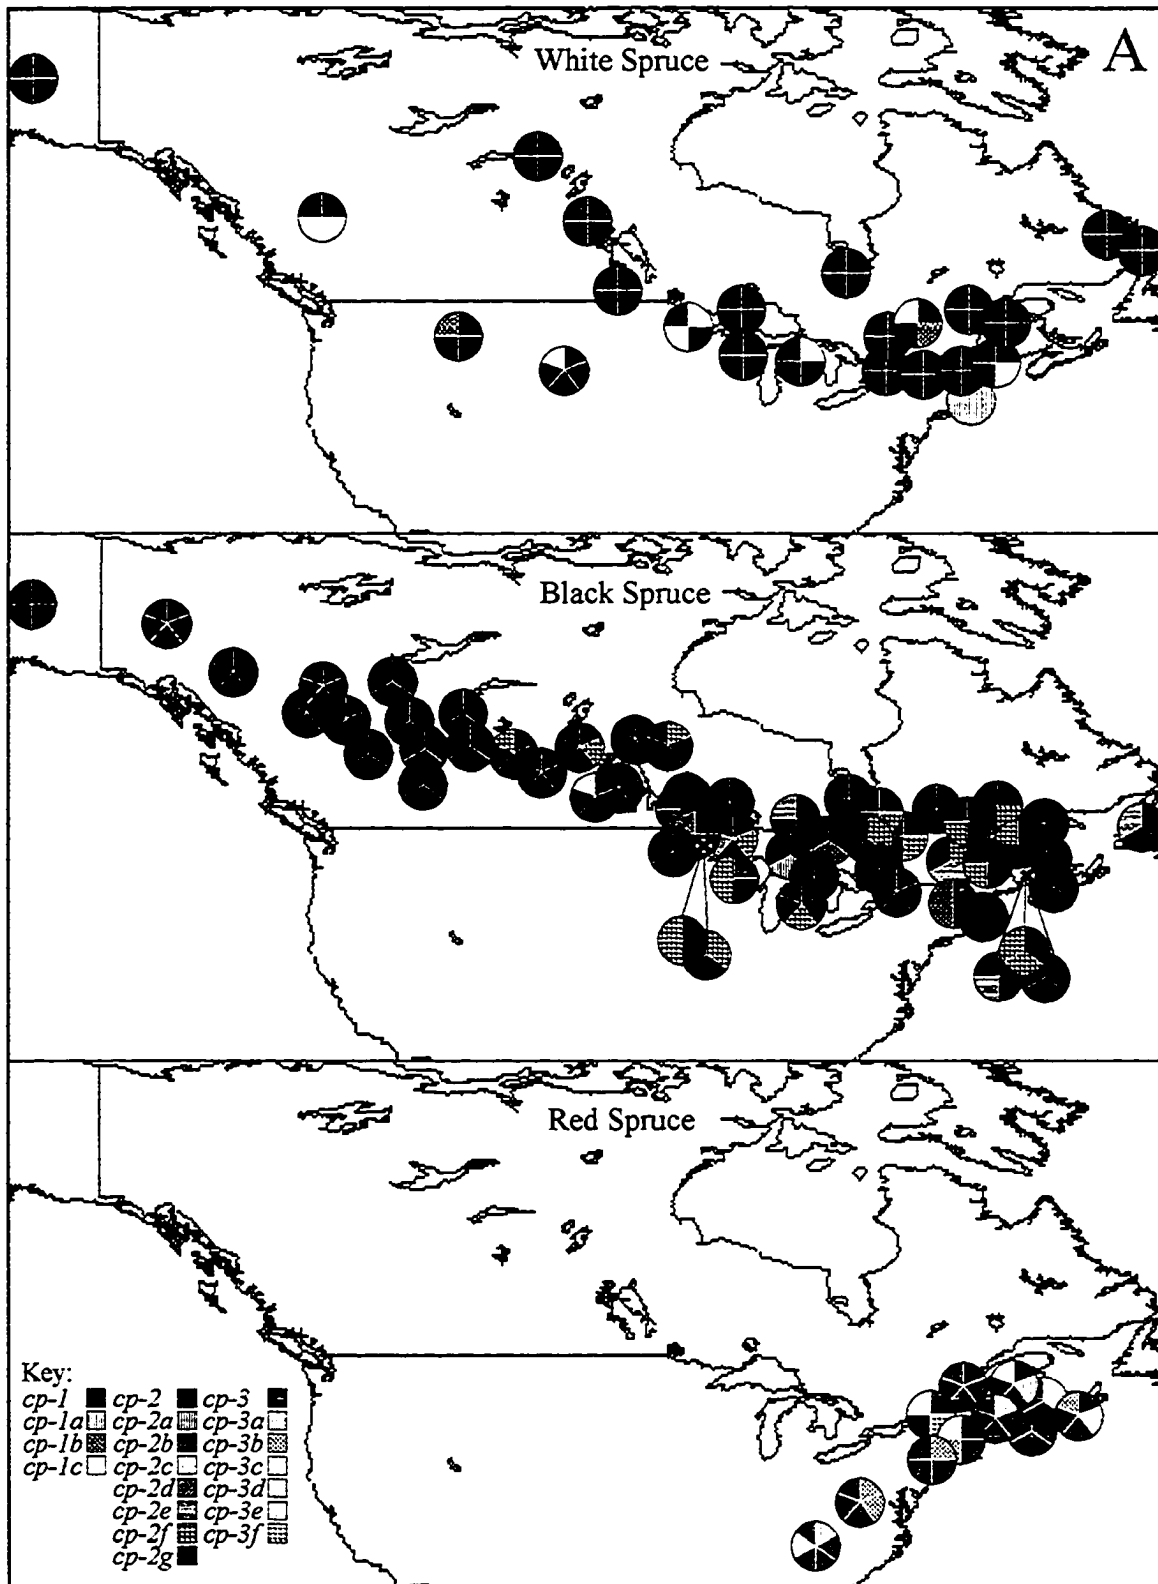 A
White Spruce
Black Spruce
Red Spruce
Key:
cp-1 cp-2 cp-3
cp-1a cp-2a cp-3a
cp-1b cp-2b cp-3b
cp-1c cp-2c cp-3c
cp-2d cp-3d
cp-2e cp-3e
cp-2f cp-3f
cp-2g